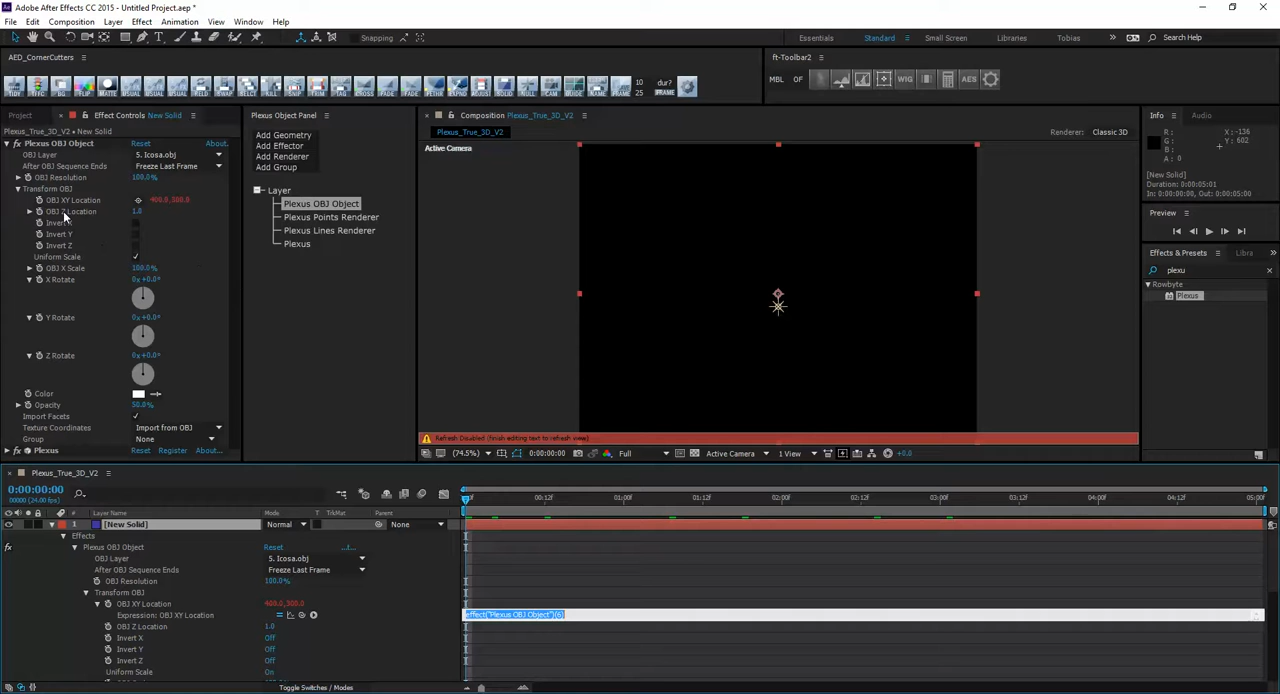 Adobe After Effects CC 2015 - Untitled Project.aep *
File Edit Composition Layer Effect Animation View Window Help
Snapping Essentials Standard Small Screen Libraries Tobias Search Help
AED_CornerCutters ft-Toolbar2
MBL OF WIG AES
10 dur?
25
Project Effect Controls New Solid
Plexus_True_3D_V2 • New Solid
Plexus OBJ Object Reset About.
OBJ Layer 5. Icosa.obj
After OBJ Sequence Ends Freeze Last Frame
OBJ Resolution 100.0%
Transform OBJ
OBJ XY Location 400.0,300.0
OBJ Z Location 1.0
Invert X
Invert Y
Invert Z
Uniform Scale
OBJ X Scale 100.0%
X Rotate 0x+0.0°
Y Rotate 0x+0.0°
Z Rotate 0x+0.0°
Color
Opacity 50.0%
Import Facets
Texture Coordinates Import from OBJ
Group None
Plexus Reset Register About...
Plexus Object Panel
Add Geometry
Add Effector
Add Renderer
Add Group
Layer
Plexus OBJ Object
Plexus Points Renderer
Plexus Lines Renderer
Plexus
Composition Plexus_True_3D_V2
Plexus_True_3D_V2 Renderer: Classic 3D
Active Camera
Refresh Disabled (finish editing text to refresh view)
(74.5%) 0:00:00:00 Full Active Camera 1 View +0.0
Info Audio
R :
G :
B :
A : 0
X : -136
Y : 602
[New Solid]
Duration: 0:00:05:01
In: 0:00:00:00, Out: 0:00:05:00
Preview
Effects & Presets Libra
plexu
Rowbyte
Plexus
Plexus_True_3D_V2
0:00:00:00
00000 (24.00 fps)
# Layer Name Mode T TrkMat Parent
00:12f 01:00f 01:12f 02:00f 02:12f 03:00f 03:12f 04:00f 04:12f 05:00f
1 [New Solid] Normal None
Effects
Plexus OBJ Object Reset
OBJ Layer 5. Icosa.obj
After OBJ Sequence Ends Freeze Last Frame
OBJ Resolution 100.0%
Transform OBJ
OBJ XY Location 400.0,300.0
Expression: OBJ XY Location effect("Plexus OBJ Object")(6)
OBJ Z Location 1.0
Invert X Off
Invert Y Off
Invert Z Off
Uniform Scale On
Toggle Switches / Modes